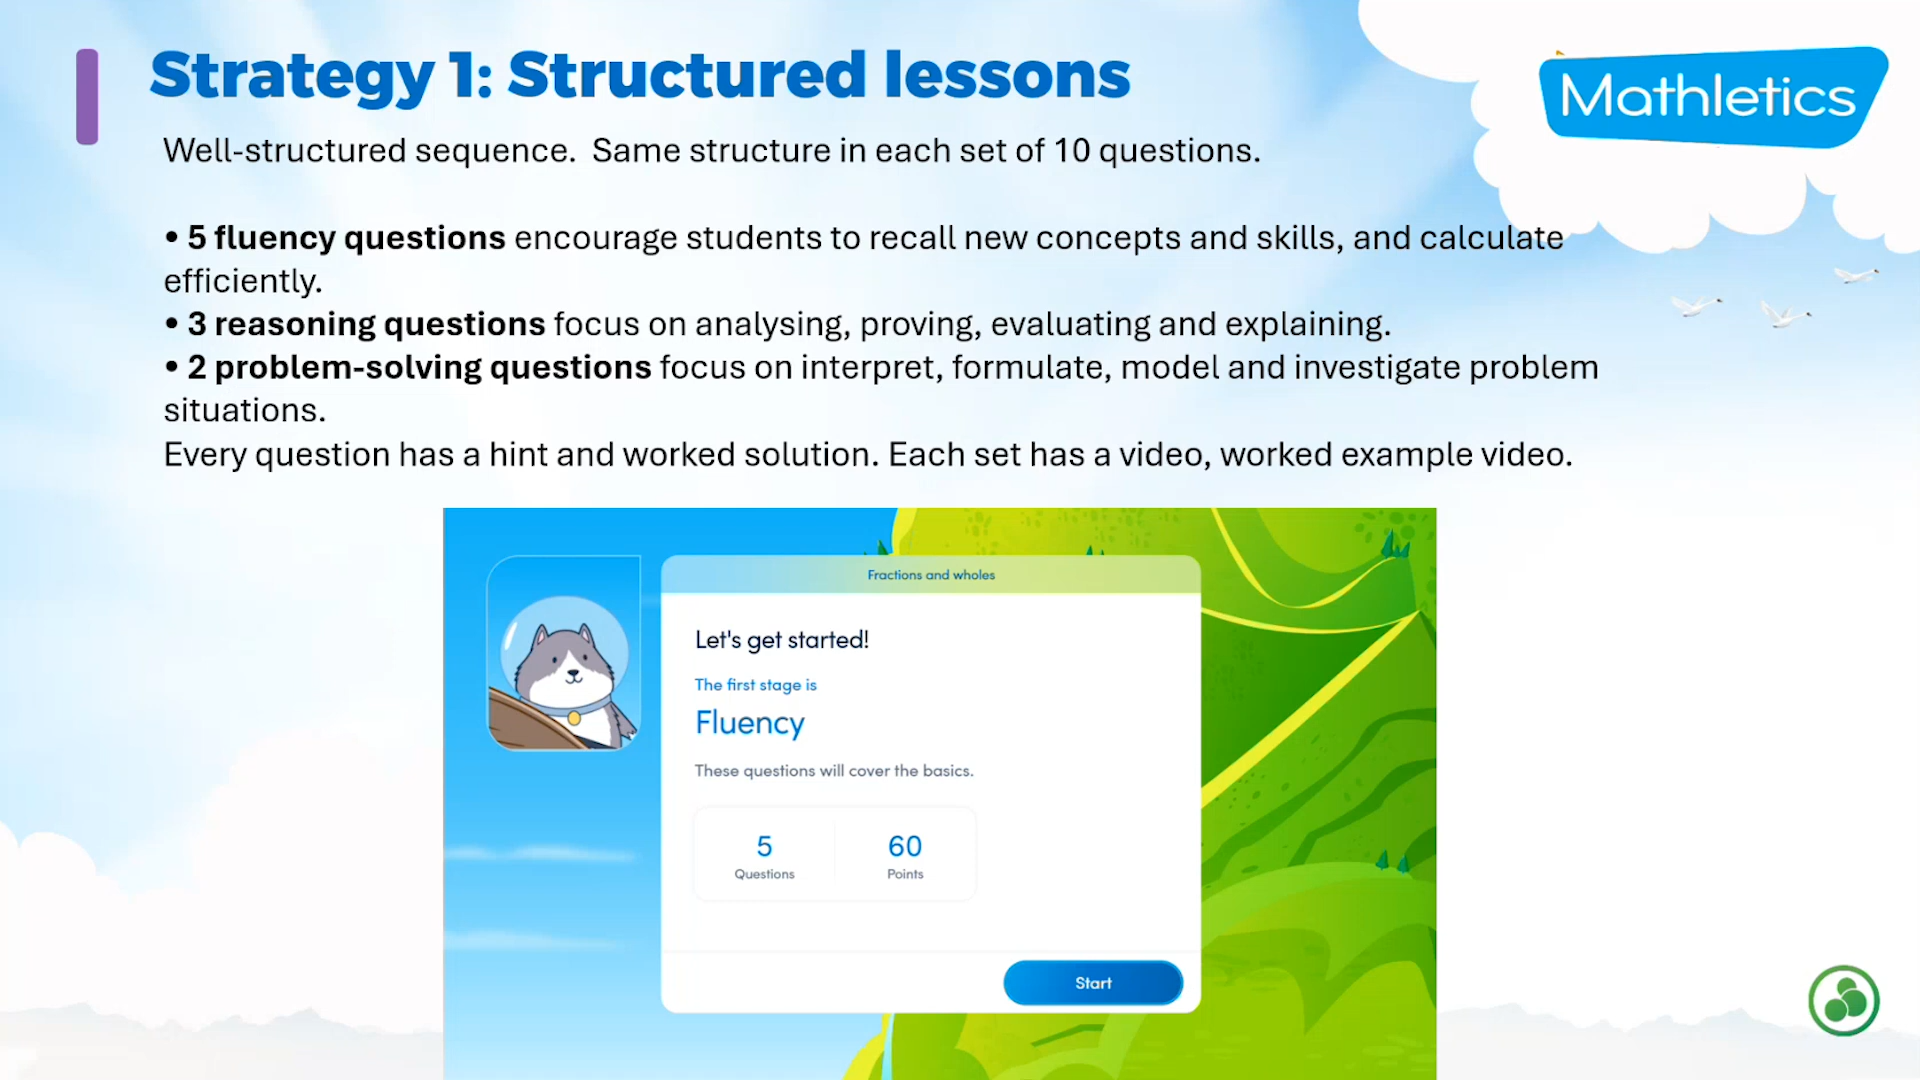 Strategy 1: Structured lessons
Mathletics
Well-structured sequence.  Same structure in each set of 10 questions.
• 5 fluency questions encourage students to recall new concepts and skills, and calculate
efficiently.
• 3 reasoning questions focus on analysing, proving, evaluating and explaining.
• 2 problem-solving questions focus on interpret, formulate, model and investigate problem
situations.
Every question has a hint and worked solution. Each set has a video, worked example video.
Fractions and wholes
Let's get started!
The first stage is
Fluency
These questions will cover the basics.
5 60
Questions Points
Start